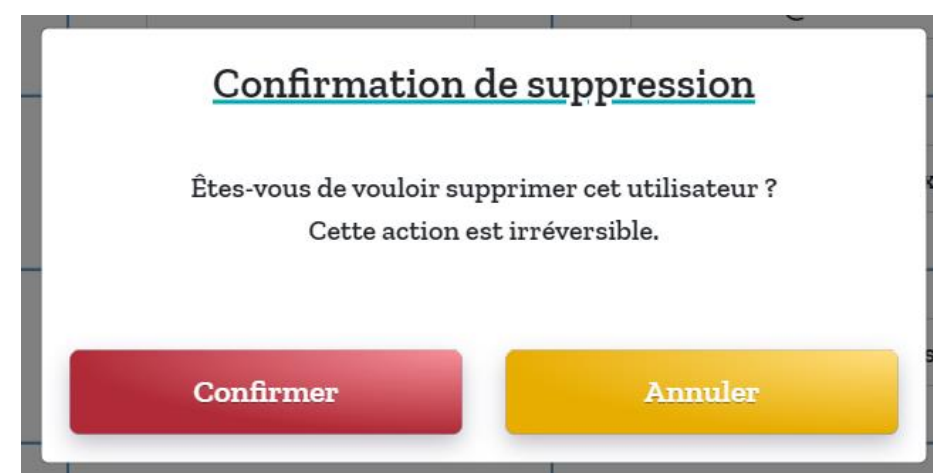 Confirmation de suppression
Êtes-vous de vouloir supprimer cet utilisateur ?
Cette action est irréversible.
Confirmer
Annuler